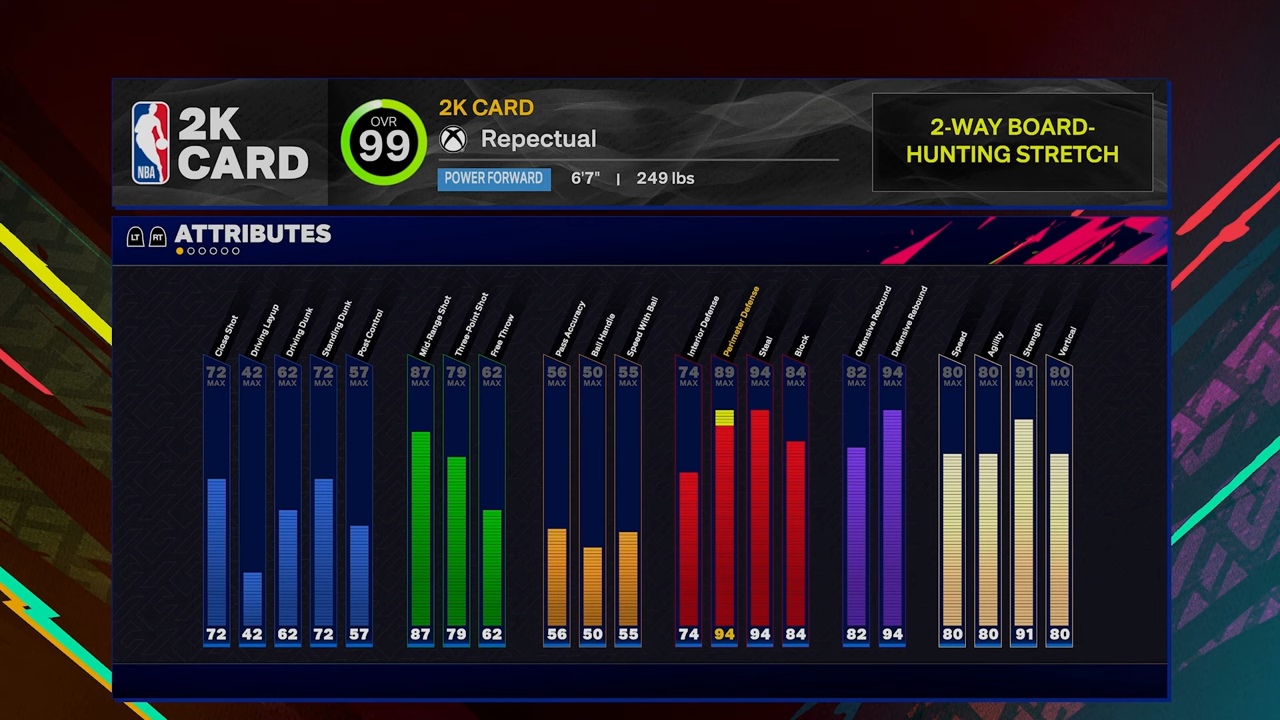 NBA
2K
CARD
OVR
99
2K CARD
Repectual
POWER FORWARD 6'7" | 249 lbs
2-WAY BOARD-
HUNTING STRETCH
LT RT ATTRIBUTES
Close Shot Driving Layup Driving Dunk Standing Dunk Post Control Mid-Range Shot Three-Point Shot Free Throw Pass Accuracy Ball Handle Speed With Ball Interior Defense Perimeter Defense Steal Block Offensive Rebound Defensive Rebound Speed Agility Strength Vertical
72 42 62 72 57 87 79 62 56 50 55 74 89 94 84 82 94 80 80 91 80
MAX MAX MAX MAX MAX MAX MAX MAX MAX MAX MAX MAX MAX MAX MAX MAX MAX MAX MAX MAX MAX
72 42 62 72 57 87 79 62 56 50 55 74 94 94 84 82 94 80 80 91 80